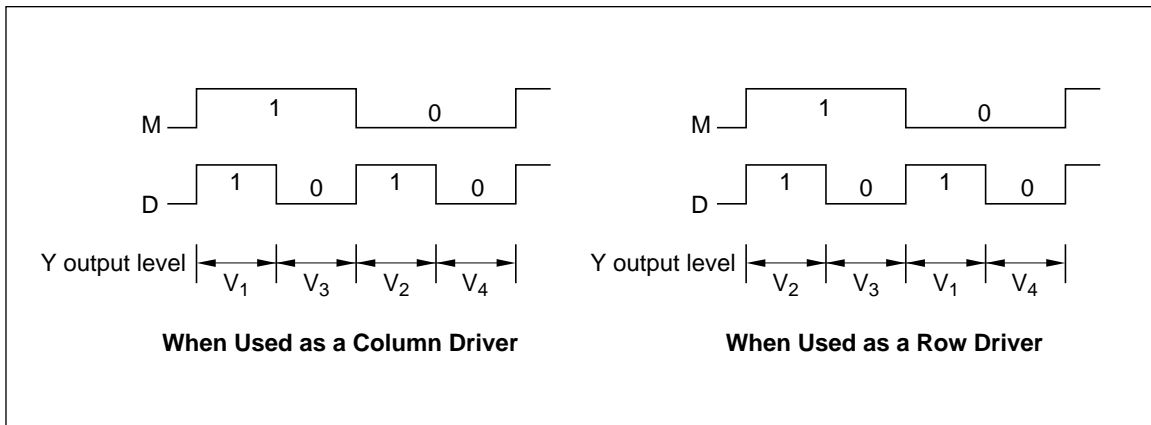 M 1 0
D 1 0 1 0
Y output level V1 V3 V2 V4
When Used as a Column Driver
M 1 0
D 1 0 1 0
Y output level V2 V3 V1 V4
When Used as a Row Driver